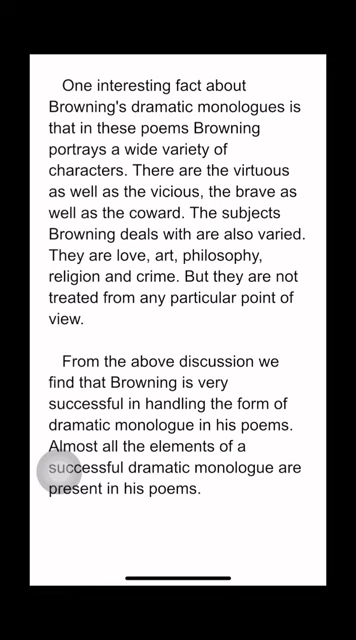 One interesting fact about
Browning's dramatic monologues is
that in these poems Browning
portrays a wide variety of
characters. There are the virtuous
as well as the vicious, the brave as
well as the coward. The subjects
Browning deals with are also varied.
They are love, art, philosophy,
religion and crime. But they are not
treated from any particular point of
view.
From the above discussion we
find that Browning is very
successful in handling the form of
dramatic monologue in his poems.
Almost all the elements of a
successful dramatic monologue are
present in his poems.